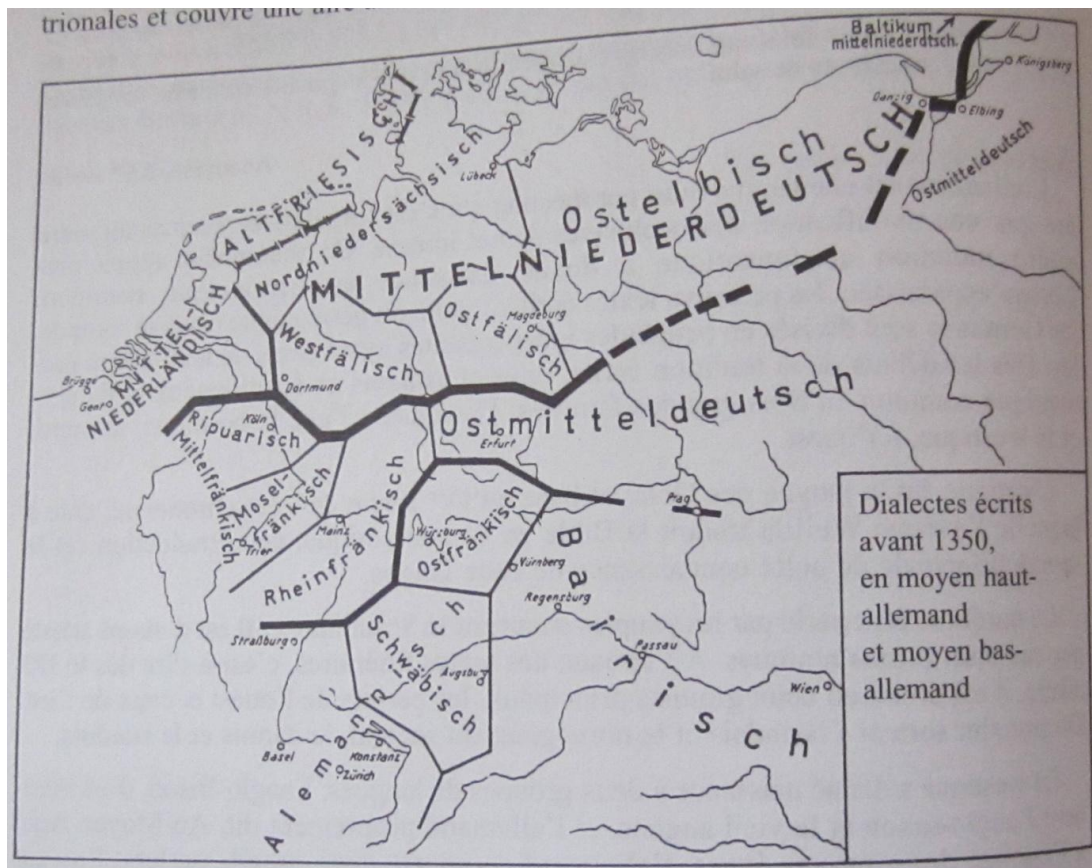 trionales et couvre une aire
Baltikum
mittelniederdtsch.
Königsberg
Danzig
Elbing
Ostmitteldeutsch
ALTFRIESISCH
Nordniedersächsisch
Lübeck
Ostelbisch
MITTELNIEDERDEUTSCH
MITTEL-
NIEDERLÄNDISCH
Westfälisch
Ostfälisch
Magdeburg
Brügge
Dortmund
Ripuarisch
Köln
Ostmitteldeutsch
Erfurt
Mittelfränkisch
Mosel-
fränkisch
Trier
Mainz
Rheinfränkisch
Würzburg
Ostfränkisch
Nürnberg
Prag
Bairisch
Regensburg
Straßburg
Schwäbisch
Augsburg
Passau
Wien
Alemannisch
Basel
Konstanz
Zürich
Dialectes écrits
avant 1350,
en moyen haut-
allemand
et moyen bas-
allemand